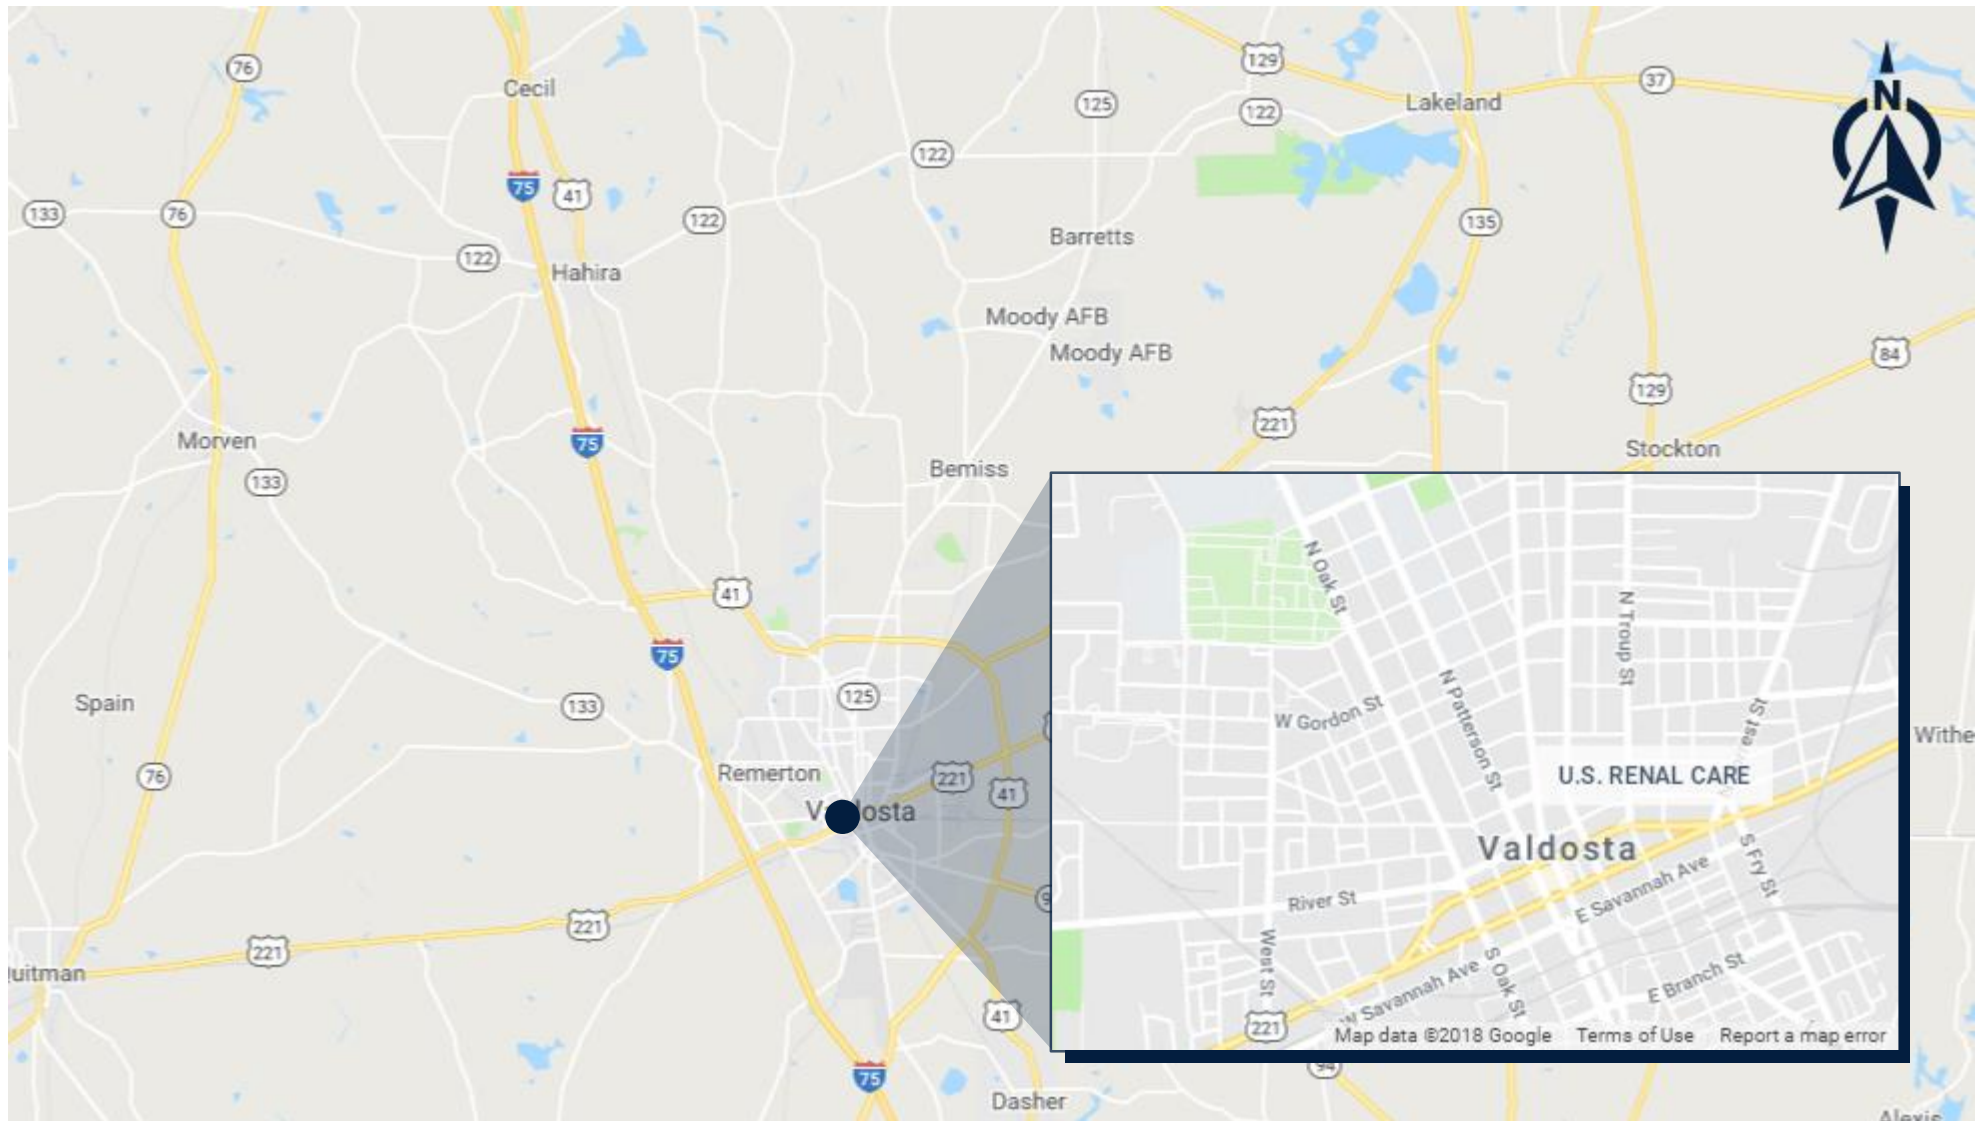 76
Cecil
129
37
N
125
122
Lakeland
122
75
41
133
76
122
135
Barretts
122
Hahira
Moody AFB
Moody AFB
84
129
221
75
Morven
Stockton
133
Bemiss
41
75
125
Spain
133
76
Remerton
221
41
Valdosta
221
221
41
75
Dasher
94
N Oak St
N Troup St
W Gordon St
N Patterson St
U.S. RENAL CARE
Valdosta
S Fry St
E Savannah Ave
River St
West St
W Savannah Ave
S Oak St
E Branch St
221
Map data ©2018 Google Terms of Use Report a map error